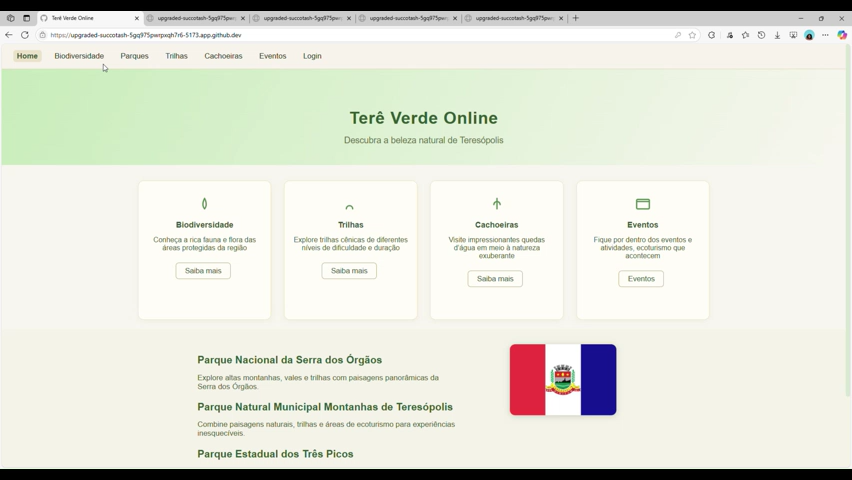 Terê Verde Online
upgraded-succotash-5gq975pwrp
upgraded-succotash-5gq975pwrp
upgraded-succotash-5gq975pwrp
upgraded-succotash-5gq975pwrp
https://upgraded-succotash-5gq975pwrpxqh7r6-5173.app.github.dev
Home Biodiversidade Parques Trilhas Cachoeiras Eventos Login
Terê Verde Online
Descubra a beleza natural de Teresópolis
Biodiversidade
Conheça a rica fauna e flora das
áreas protegidas da região
Saiba mais
Trilhas
Explore trilhas cênicas de diferentes
níveis de dificuldade e duração
Saiba mais
Cachoeiras
Visite impressionantes quedas
d'água em meio à natureza
exuberante
Saiba mais
Eventos
Fique por dentro dos eventos e
atividades, ecoturismo que
acontecem
Eventos
Parque Nacional da Serra dos Órgãos
Explore altas montanhas, vales e trilhas com paisagens panorâmicas da
Serra dos Órgãos.
Parque Natural Municipal Montanhas de Teresópolis
Combine paisagens naturais, trilhas e áreas de ecoturismo para experiências
inesquecíveis.
Parque Estadual dos Três Picos